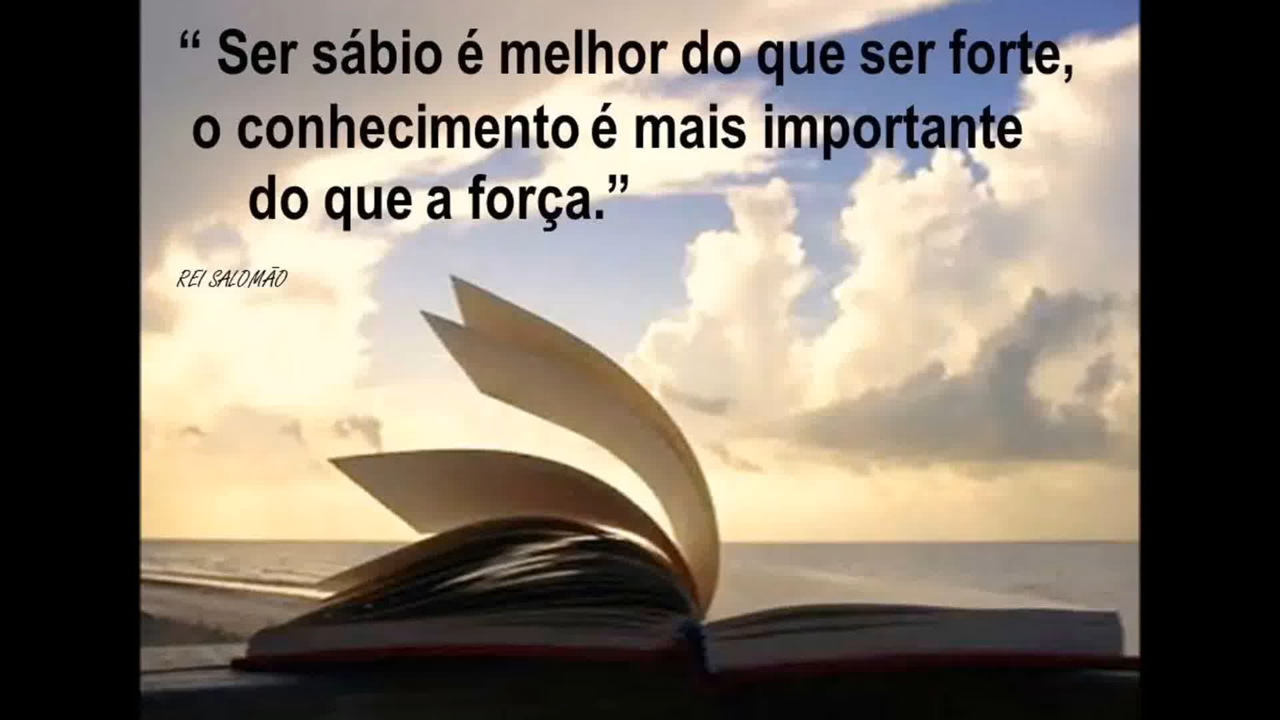 “ Ser sábio é melhor do que ser forte,
o conhecimento é mais importante
do que a força.”
REI SALOMÃO